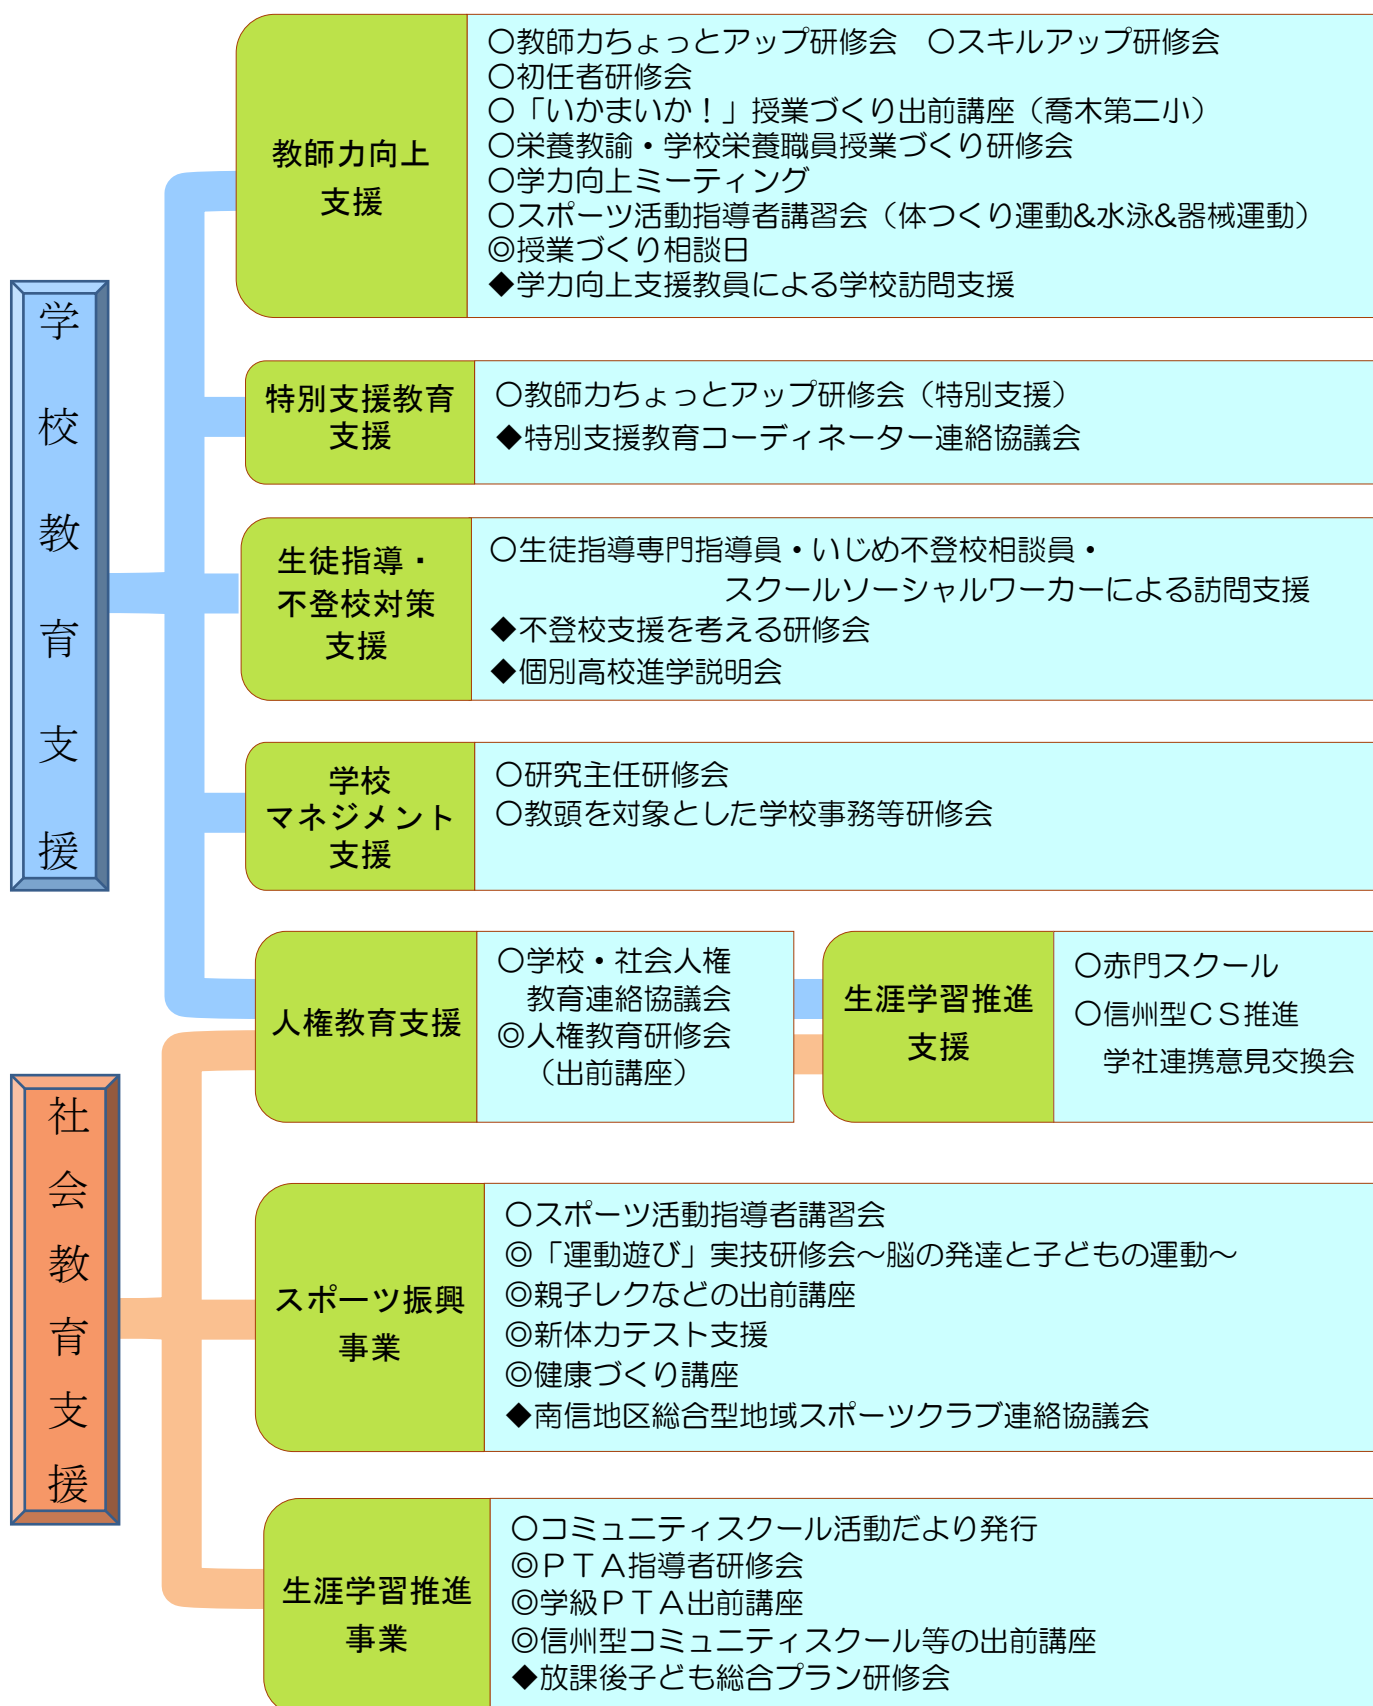 学校教育支援
教師力向上
支援
〇教師力ちょっとアップ研修会　〇スキルアップ研修会
〇初任者研修会
〇「いかまいか！」授業づくり出前講座（喬木第二小）
〇栄養教諭・学校栄養職員授業づくり研修会
〇学力向上ミーティング
〇スポーツ活動指導者講習会（体つくり運動&水泳&器械運動）
◎授業づくり相談日
◆学力向上支援教員による学校訪問支援
特別支援教育
支援
〇教師力ちょっとアップ研修会（特別支援）
◆特別支援教育コーディネーター連絡協議会
生徒指導・
不登校対策
支援
〇生徒指導専門指導員・いじめ不登校相談員・
スクールソーシャルワーカーによる訪問支援
◆不登校支援を考える研修会
◆個別高校進学説明会
学校
マネジメント
支援
〇研究主任研修会
〇教頭を対象とした学校事務等研修会
人権教育支援
〇学校・社会人権
教育連絡協議会
◎人権教育研修会
（出前講座）
生涯学習推進
支援
〇赤門スクール
〇信州型ＣＳ推進
学社連携意見交換会
社会教育支援
スポーツ振興
事業
〇スポーツ活動指導者講習会
◎「運動遊び」実技研修会～脳の発達と子どもの運動～
◎親子レクなどの出前講座
◎新体力テスト支援
◎健康づくり講座
◆南信地区総合型地域スポーツクラブ連絡協議会
生涯学習推進
事業
〇コミュニティスクール活動だより発行
◎ＰＴＡ指導者研修会
◎学級ＰＴＡ出前講座
◎信州型コミュニティスクール等の出前講座
◆放課後子ども総合プラン研修会